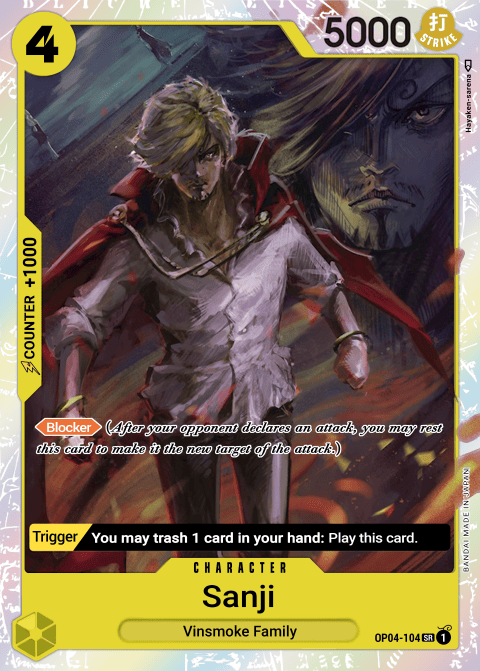 4
5000
打
STRIKE
Hayaken-sarena
COUNTER +1000
Blocker (After your opponent declares an attack, you may rest
this card to make it the new target of the attack.)
Trigger You may trash 1 card in your hand: Play this card.
BANDAI MADE IN JAPAN
CHARACTER
Sanji
Vinsmoke Family
OP04-104 SR 1